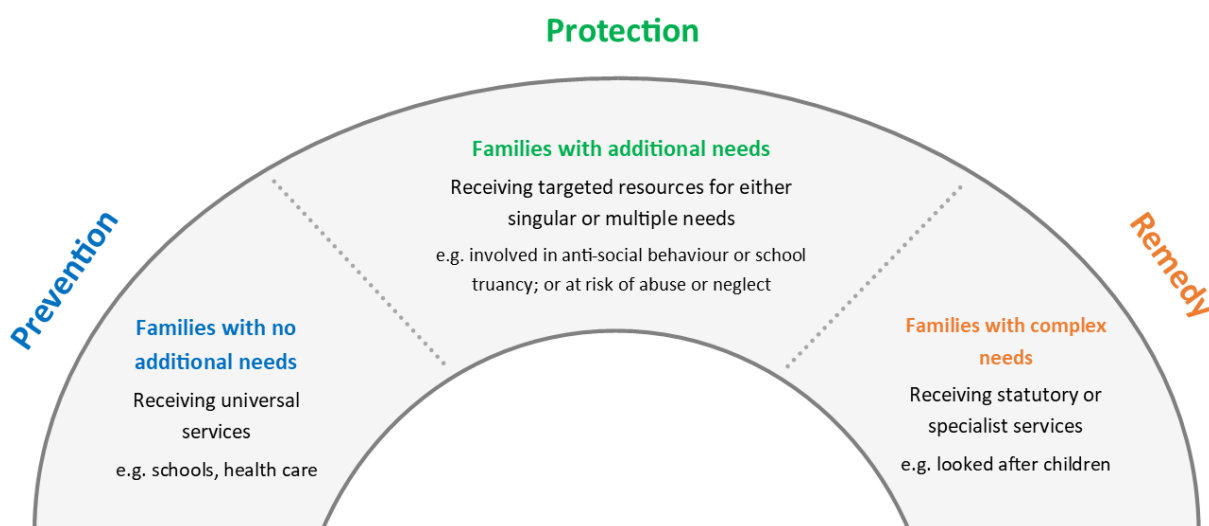 Protection
Prevention
Remedy
Families with additional needs
Receiving targeted resources for either
singular or multiple needs
e.g. involved in anti-social behaviour or school
truancy; or at risk of abuse or neglect
Families with no
additional needs
Receiving universal
services
e.g. schools, health care
Families with complex
needs
Receiving statutory or
specialist services
e.g. looked after children